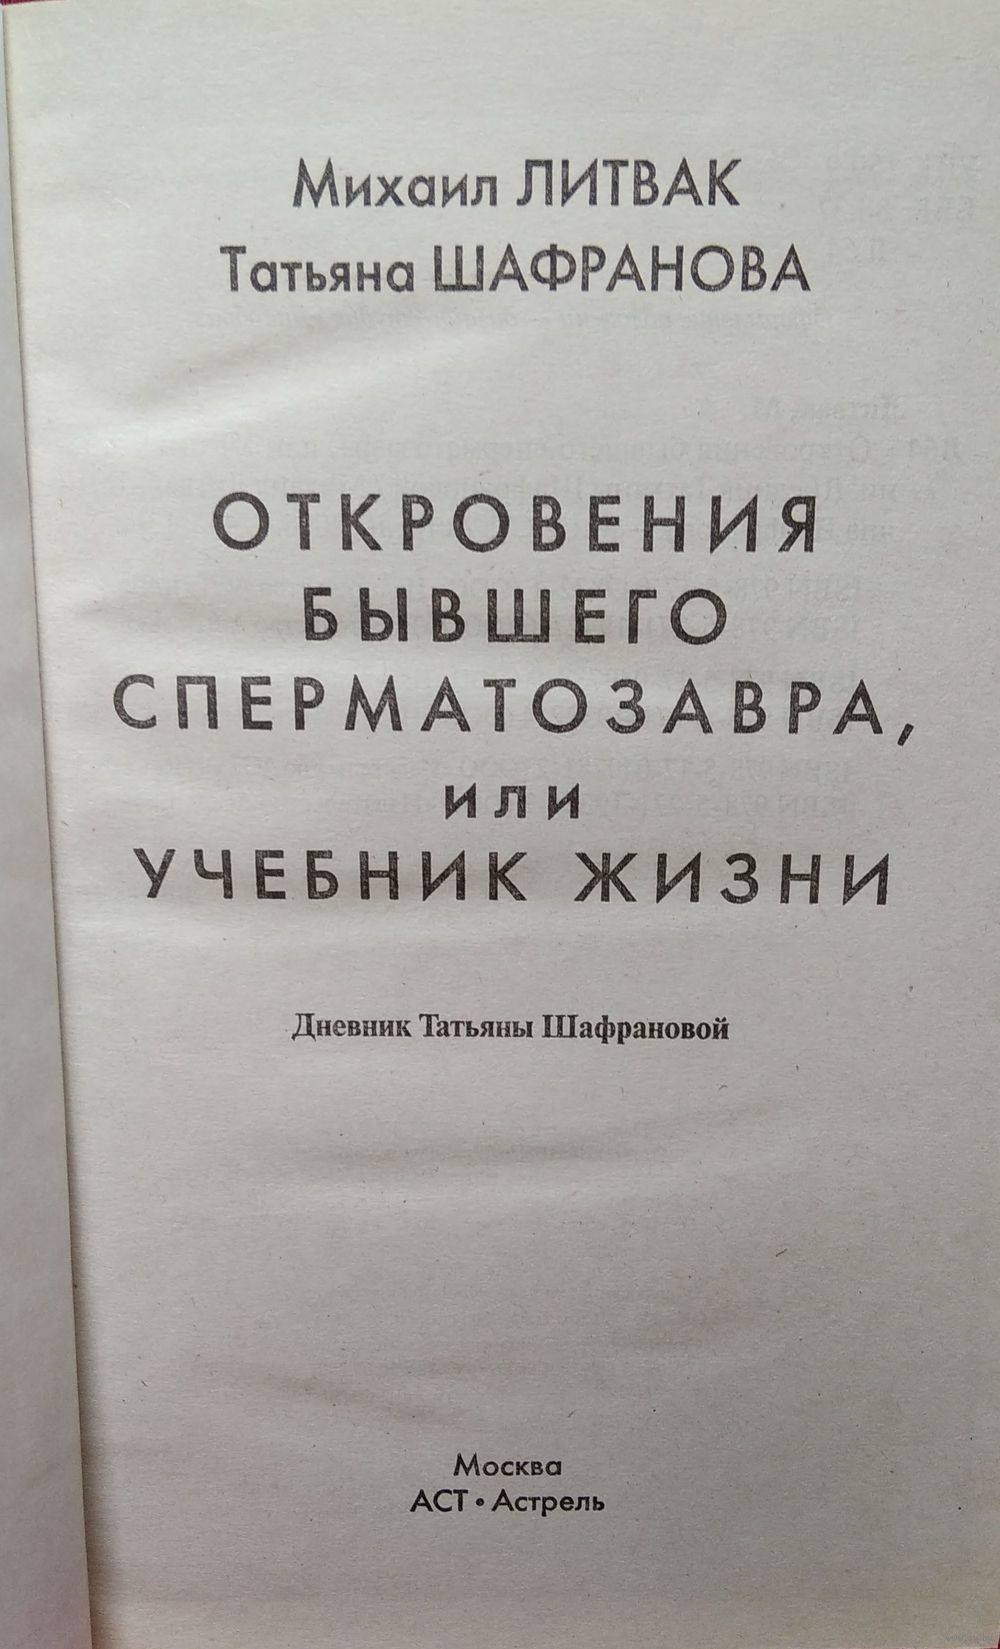 Михаил ЛИТВАК
Татьяна ШАФРАНОВА
ОТКРОВЕНИЯ
БЫВШЕГО
СПЕРМАТОЗАВРА,
или
УЧЕБНИК ЖИЗНИ
Дневник Татьяны Шафрановой
Москва
АСТ • Астрель